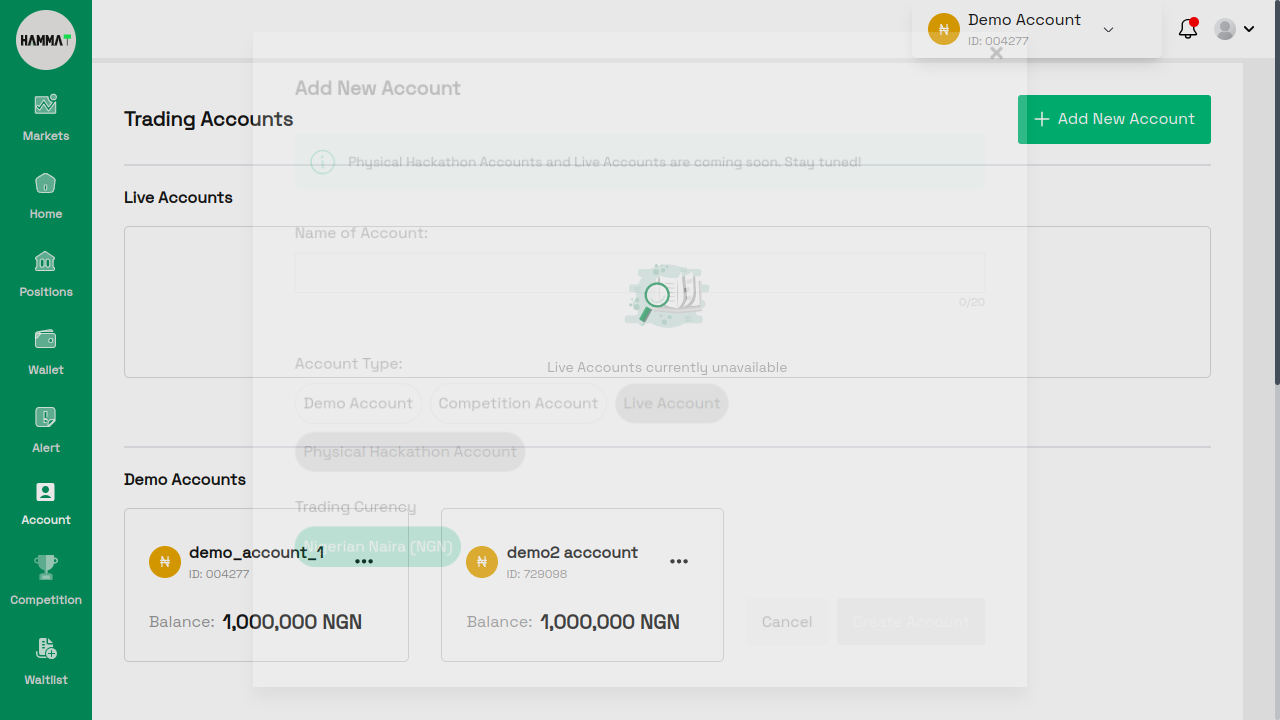 HAMMA
Markets
Home
Positions
Wallet
Alert
Account
Competition
Waitlist
₦
Demo Account
ID: 004277
×
Add New Account
Trading Accounts
Add New Account
Physical Hackathon Accounts and Live Accounts are coming soon. Stay tuned!
Live Accounts
Name of Account:
0/20
Live Accounts currently unavailable
Account Type:
Demo Account
Competition Account
Live Account
Physical Hackathon Account
Demo Accounts
Trading Curency
Nigerian Naira (NGN)
₦
demo_account_1
ID: 004277
Balance: 1,000,000 NGN
₦
demo2 acccount
ID: 729098
Balance: 1,000,000 NGN
Cancel
Create Account